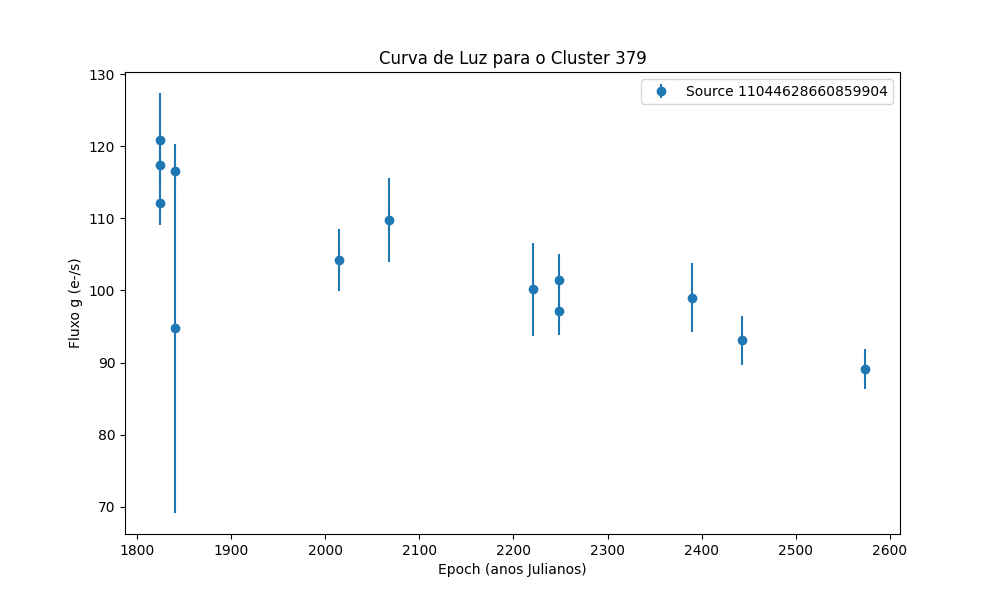 Curva de Luz para o Cluster 379
Source 11044628660859904
Fluxo g (e-/s)
130
120
110
100
90
80
70
1800 1900 2000 2100 2200 2300 2400 2500 2600
Epoch (anos Julianos)